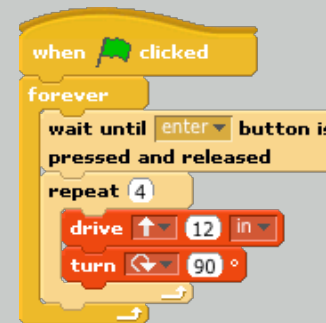 when clicked
forever
wait until enter button is
pressed and released
repeat 4
drive 12 in
turn 90 °